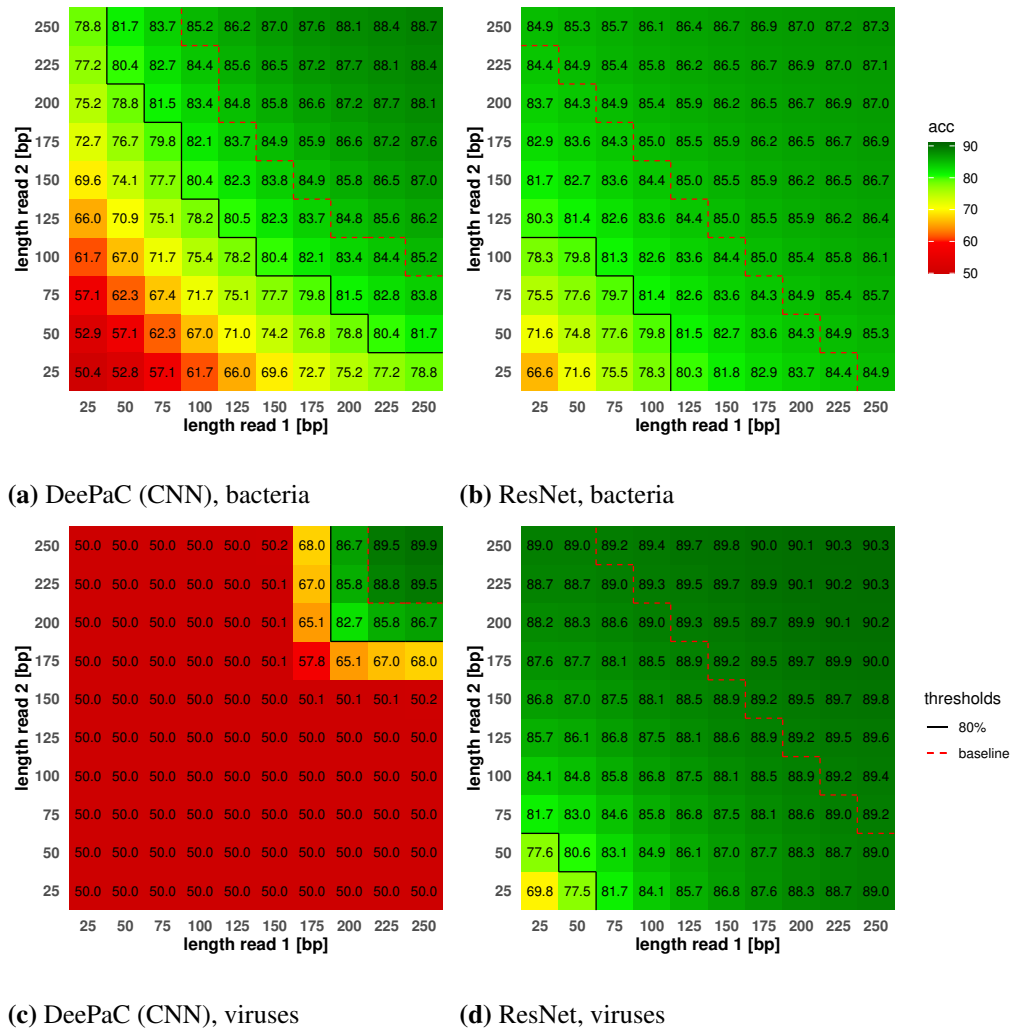 250 78.8 81.7 83.7 85.2 86.2 87.0 87.6 88.1 88.4 88.7
225 77.2 80.4 82.7 84.4 85.6 86.5 87.2 87.7 88.1 88.4
200 75.2 78.8 81.5 83.4 84.8 85.8 86.6 87.2 87.7 88.1
175 72.7 76.7 79.8 82.1 83.7 84.9 85.9 86.6 87.2 87.6
150 69.6 74.1 77.7 80.4 82.3 83.8 84.9 85.8 86.5 87.0
125 66.0 70.9 75.1 78.2 80.5 82.3 83.7 84.8 85.6 86.2
100 61.7 67.0 71.7 75.4 78.2 80.4 82.1 83.4 84.4 85.2
75 57.1 62.3 67.4 71.7 75.1 77.7 79.8 81.5 82.8 83.8
50 52.9 57.1 62.3 67.0 71.0 74.2 76.8 78.8 80.4 81.7
25 50.4 52.8 57.1 61.7 66.0 69.6 72.7 75.2 77.2 78.8
25 50 75 100 125 150 175 200 225 250
length read 1 [bp]
length read 2 [bp]
(a) DeePaC (CNN), bacteria
250 84.9 85.3 85.7 86.1 86.4 86.7 86.9 87.1 87.2 87.3
225 84.4 84.9 85.4 85.8 86.2 86.5 86.7 86.9 87.0 87.1
200 83.7 84.3 84.9 85.4 85.9 86.2 86.5 86.7 86.9 87.0
175 82.9 83.6 84.3 85.0 85.5 85.9 86.2 86.5 86.7 86.9
150 81.7 82.7 83.6 84.4 85.0 85.5 85.9 86.2 86.5 86.7
125 80.3 81.4 82.6 83.6 84.4 85.0 85.5 85.9 86.2 86.4
100 78.3 79.8 81.3 82.6 83.6 84.4 85.0 85.4 85.8 86.1
75 75.5 77.6 79.7 81.4 82.6 83.6 84.3 84.9 85.4 85.7
50 71.6 74.8 77.6 79.8 81.5 82.7 83.6 84.3 84.9 85.3
25 66.6 71.6 75.5 78.3 80.3 81.8 82.9 83.7 84.4 84.9
25 50 75 100 125 150 175 200 225 250
length read 1 [bp]
length read 2 [bp]
(b) ResNet, bacteria
acc
90
80
70
60
50
250 50.0 50.0 50.0 50.0 50.0 50.2 68.0 86.7 89.5 89.9
225 50.0 50.0 50.0 50.0 50.0 50.1 67.0 85.8 88.8 89.5
200 50.0 50.0 50.0 50.0 50.0 50.1 65.1 82.7 85.8 86.7
175 50.0 50.0 50.0 50.0 50.0 50.1 57.8 65.1 67.0 68.0
150 50.0 50.0 50.0 50.0 50.0 50.0 50.1 50.1 50.1 50.2
125 50.0 50.0 50.0 50.0 50.0 50.0 50.0 50.0 50.0 50.0
100 50.0 50.0 50.0 50.0 50.0 50.0 50.0 50.0 50.0 50.0
75 50.0 50.0 50.0 50.0 50.0 50.0 50.0 50.0 50.0 50.0
50 50.0 50.0 50.0 50.0 50.0 50.0 50.0 50.0 50.0 50.0
25 50.0 50.0 50.0 50.0 50.0 50.0 50.0 50.0 50.0 50.0
25 50 75 100 125 150 175 200 225 250
length read 1 [bp]
length read 2 [bp]
(c) DeePaC (CNN), viruses
250 89.0 89.0 89.2 89.4 89.7 89.8 90.0 90.1 90.3 90.3
225 88.7 88.7 89.0 89.3 89.5 89.7 89.9 90.1 90.2 90.3
200 88.2 88.3 88.6 89.0 89.3 89.5 89.7 89.9 90.1 90.2
175 87.6 87.7 88.1 88.5 88.9 89.2 89.5 89.7 89.9 90.0
150 86.8 87.0 87.5 88.1 88.5 88.9 89.2 89.5 89.7 89.8
125 85.7 86.1 86.8 87.5 88.1 88.6 88.9 89.2 89.5 89.6
100 84.1 84.8 85.8 86.8 87.5 88.1 88.5 88.9 89.2 89.4
75 81.7 83.0 84.6 85.8 86.8 87.5 88.1 88.6 89.0 89.2
50 77.6 80.6 83.1 84.9 86.1 87.0 87.7 88.3 88.7 89.0
25 69.8 77.5 81.7 84.1 85.7 86.8 87.6 88.3 88.7 89.0
25 50 75 100 125 150 175 200 225 250
length read 1 [bp]
length read 2 [bp]
(d) ResNet, viruses
thresholds
80%
baseline